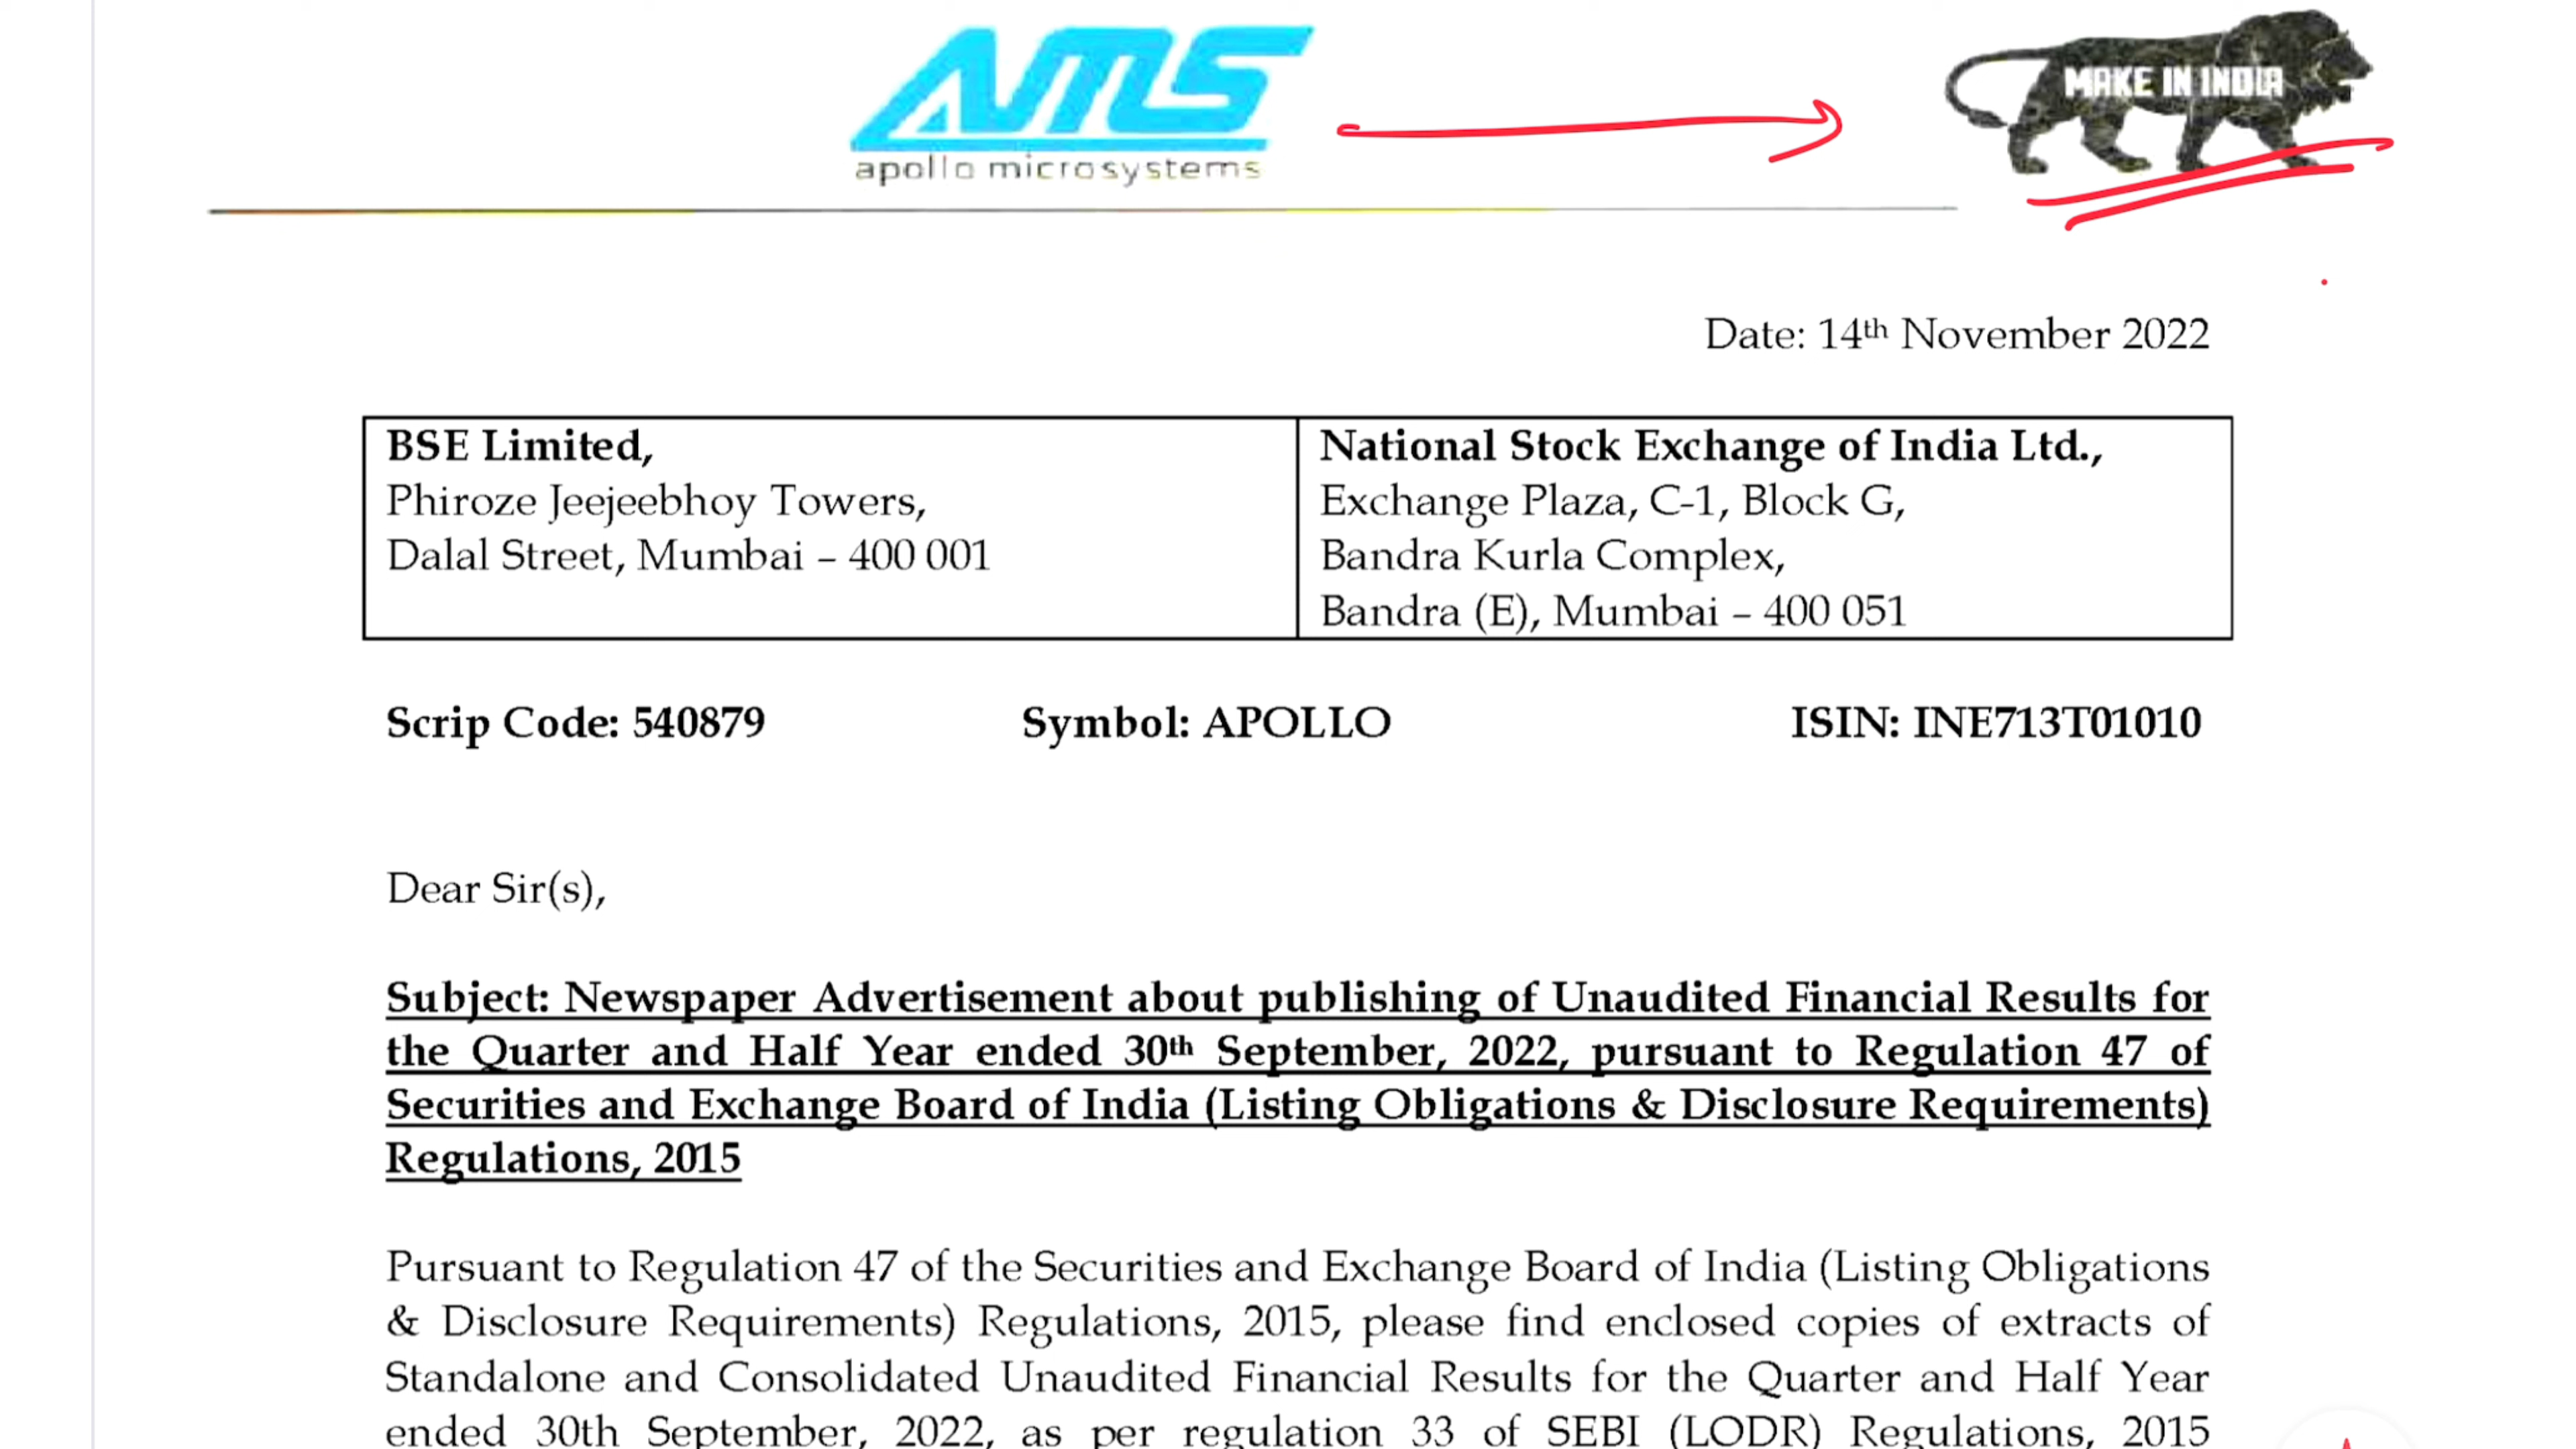 AMS
apollo microsystems
MAKE IN INDIA
Date: 14th November 2022
BSE Limited,
Phiroze Jeejeebhoy Towers,
Dalal Street, Mumbai – 400 001
National Stock Exchange of India Ltd.,
Exchange Plaza, C-1, Block G,
Bandra Kurla Complex,
Bandra (E), Mumbai – 400 051
Scrip Code: 540879 Symbol: APOLLO ISIN: INE713T01010
Dear Sir(s),
Subject: Newspaper Advertisement about publishing of Unaudited Financial Results for
the Quarter and Half Year ended 30th September, 2022, pursuant to Regulation 47 of
Securities and Exchange Board of India (Listing Obligations & Disclosure Requirements)
Regulations, 2015
Pursuant to Regulation 47 of the Securities and Exchange Board of India (Listing Obligations
& Disclosure Requirements) Regulations, 2015, please find enclosed copies of extracts of
Standalone and Consolidated Unaudited Financial Results for the Quarter and Half Year
ended 30th September, 2022, as per regulation 33 of SEBI (LODR) Regulations, 2015